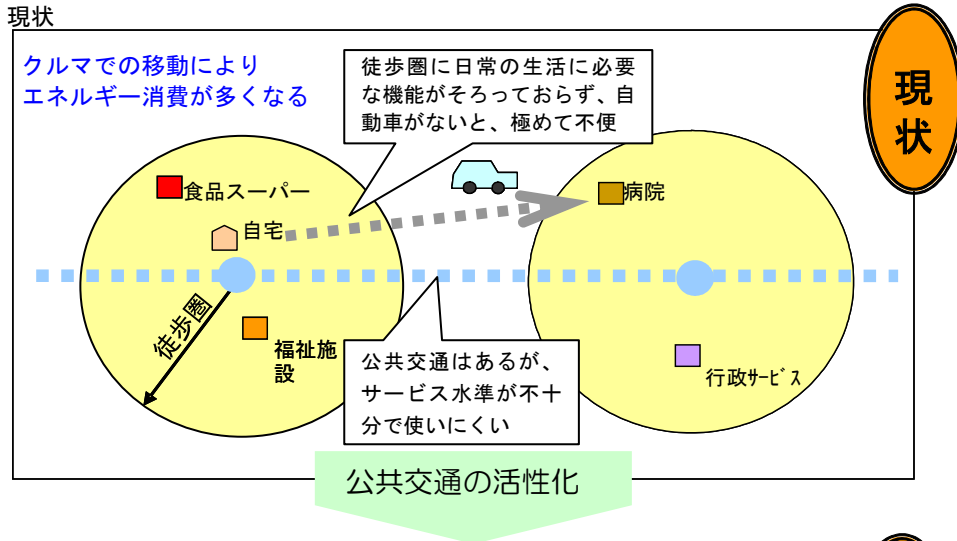 現状
クルマでの移動により
エネルギー消費が多くなる
徒歩圏に日常の生活に必要
な機能がそろっておらず、自
動車がないと、極めて不便
現
状
食品スーパー
病院
自宅
徒歩圏
福祉施
設
公共交通はあるが、
サービス水準が不十
分で使いにくい
行政ｻｰﾋﾞｽ
公共交通の活性化